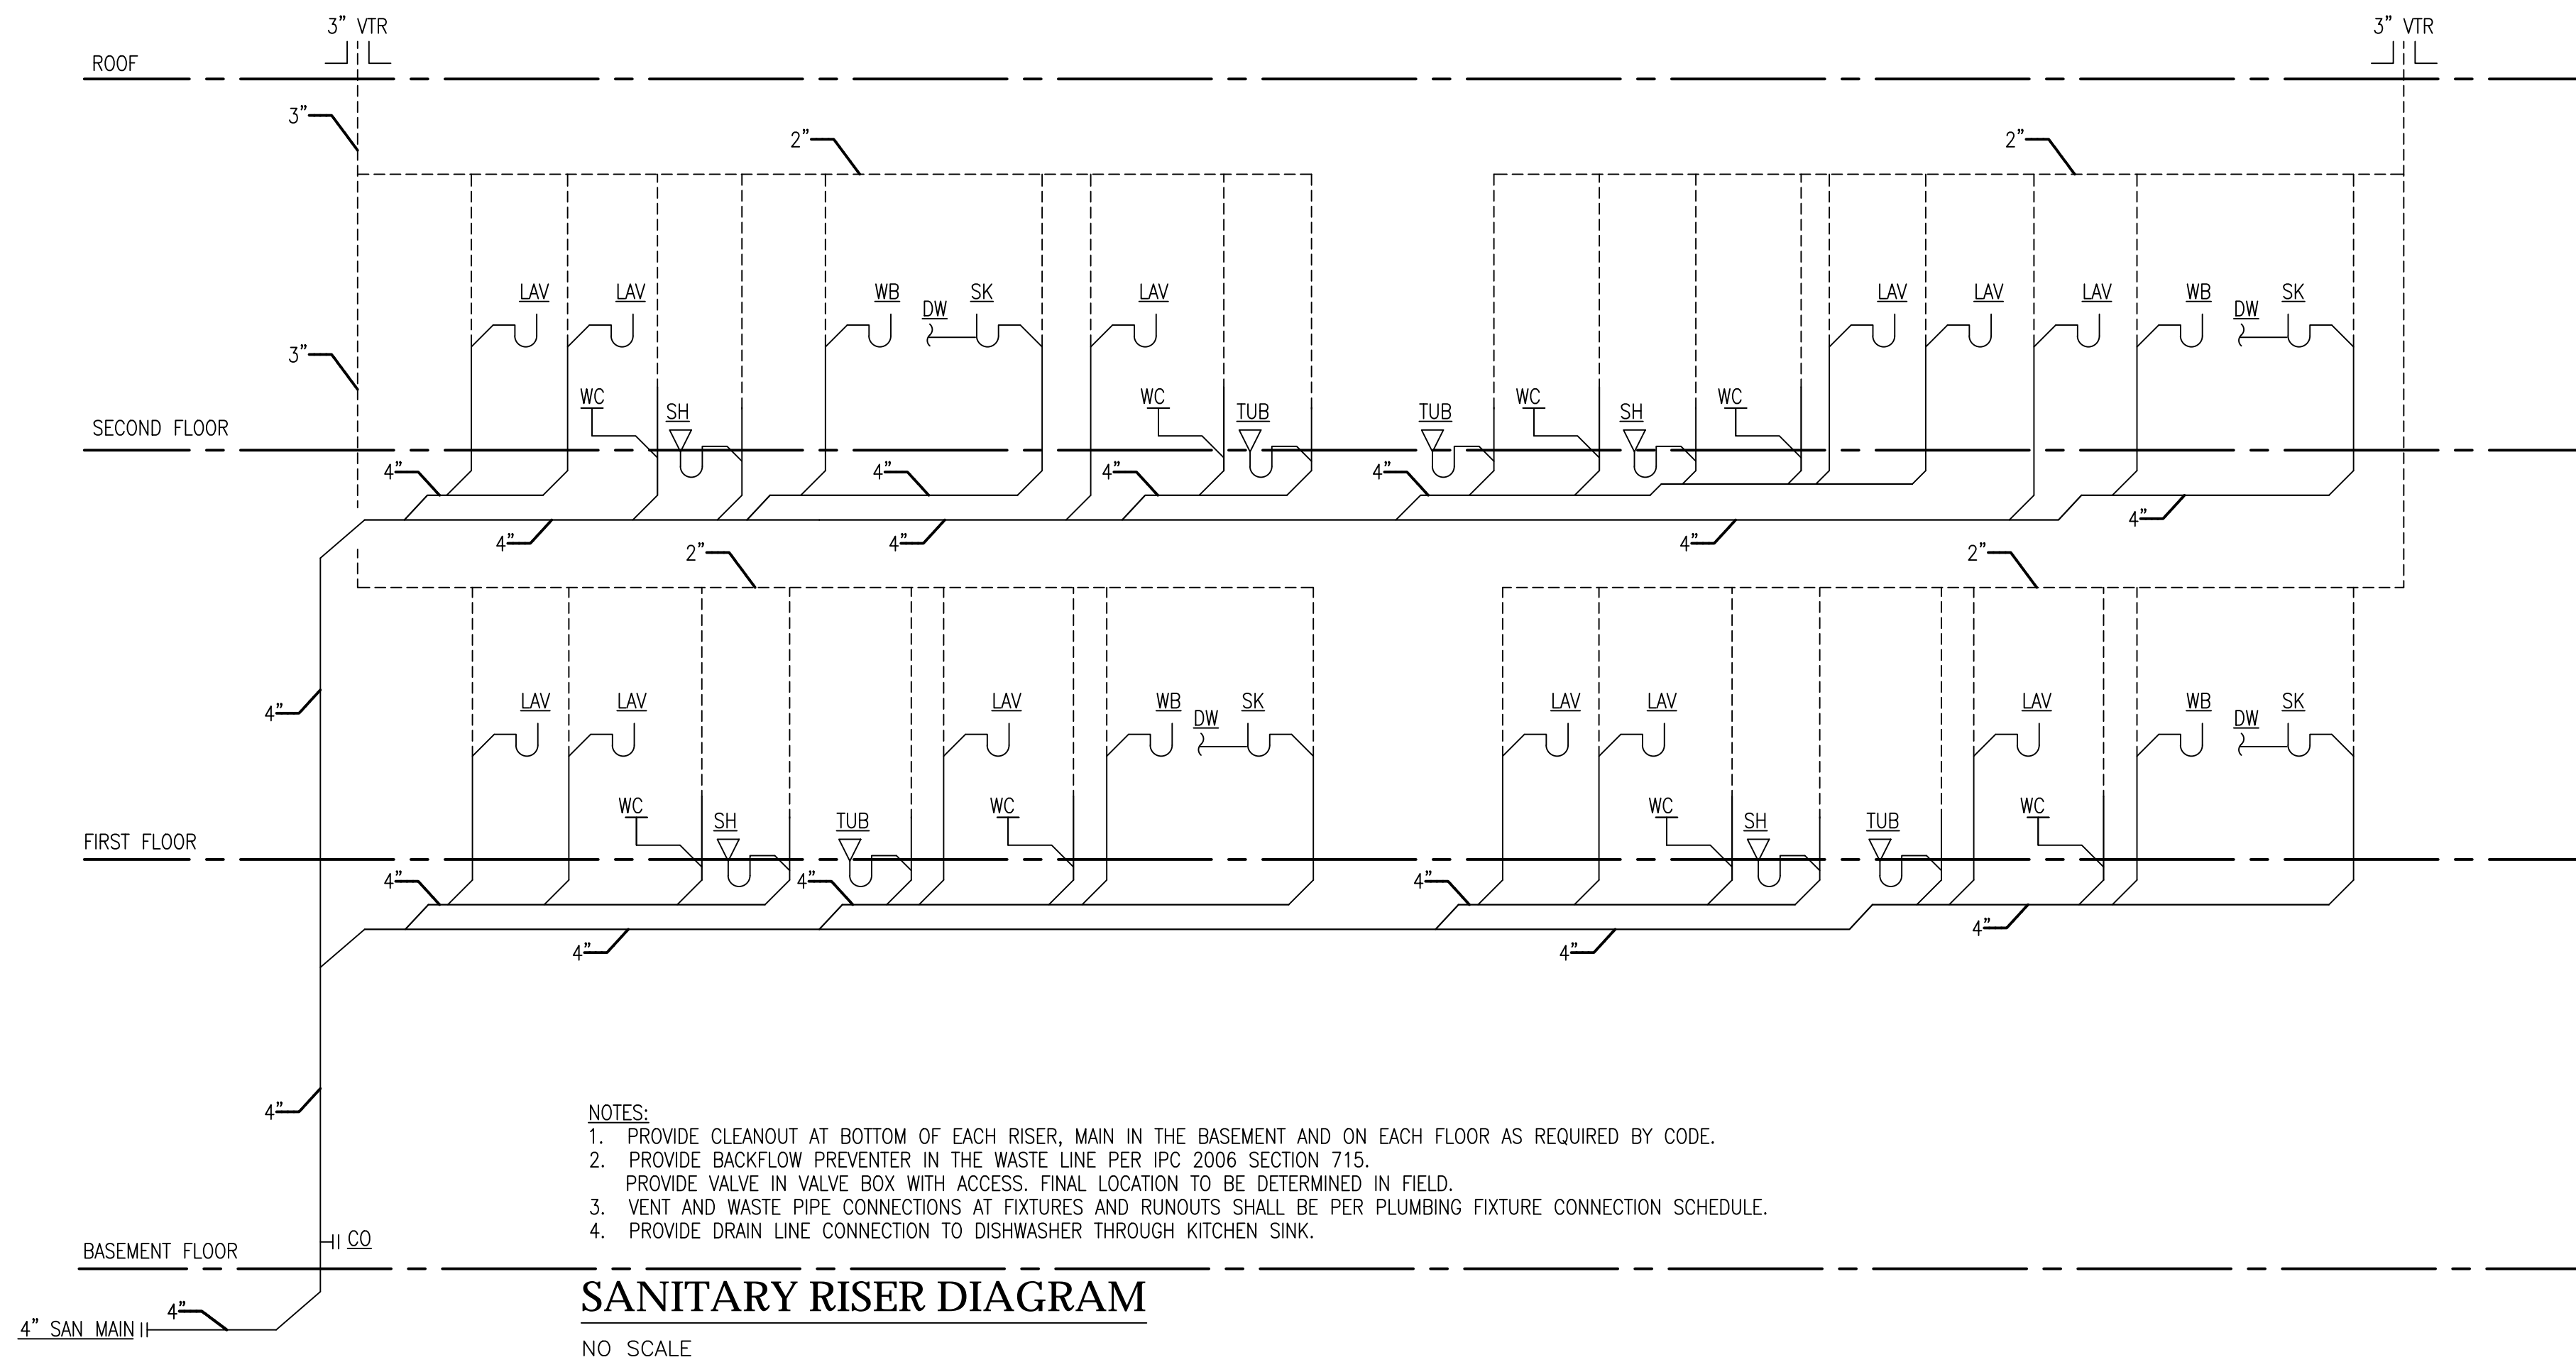 3" VTR
3" VTR
ROOF
3"
2"
2"
LAV
LAV
WB
DW
SK
LAV
LAV
LAV
LAV
WB
DW
SK
3"
WC
SH
WC
TUB
TUB
WC
SH
WC
SECOND FLOOR
4"
4"
4"
4"
4"
4"
4"
4"
2"
2"
4"
LAV
LAV
LAV
WB
DW
SK
LAV
LAV
LAV
WB
DW
SK
WC
SH
TUB
WC
WC
SH
TUB
WC
FIRST FLOOR
4"
4"
4"
4"
4"
4"
4"
NOTES:
1. PROVIDE CLEANOUT AT BOTTOM OF EACH RISER, MAIN IN THE BASEMENT AND ON EACH FLOOR AS REQUIRED BY CODE.
2. PROVIDE BACKFLOW PREVENTER IN THE WASTE LINE PER IPC 2006 SECTION 715.
PROVIDE VALVE IN VALVE BOX WITH ACCESS. FINAL LOCATION TO BE DETERMINED IN FIELD.
3. VENT AND WASTE PIPE CONNECTIONS AT FIXTURES AND RUNOUTS SHALL BE PER PLUMBING FIXTURE CONNECTION SCHEDULE.
4. PROVIDE DRAIN LINE CONNECTION TO DISHWASHER THROUGH KITCHEN SINK.
CO
BASEMENT FLOOR
4"
4" SAN MAIN
SANITARY RISER DIAGRAM
NO SCALE